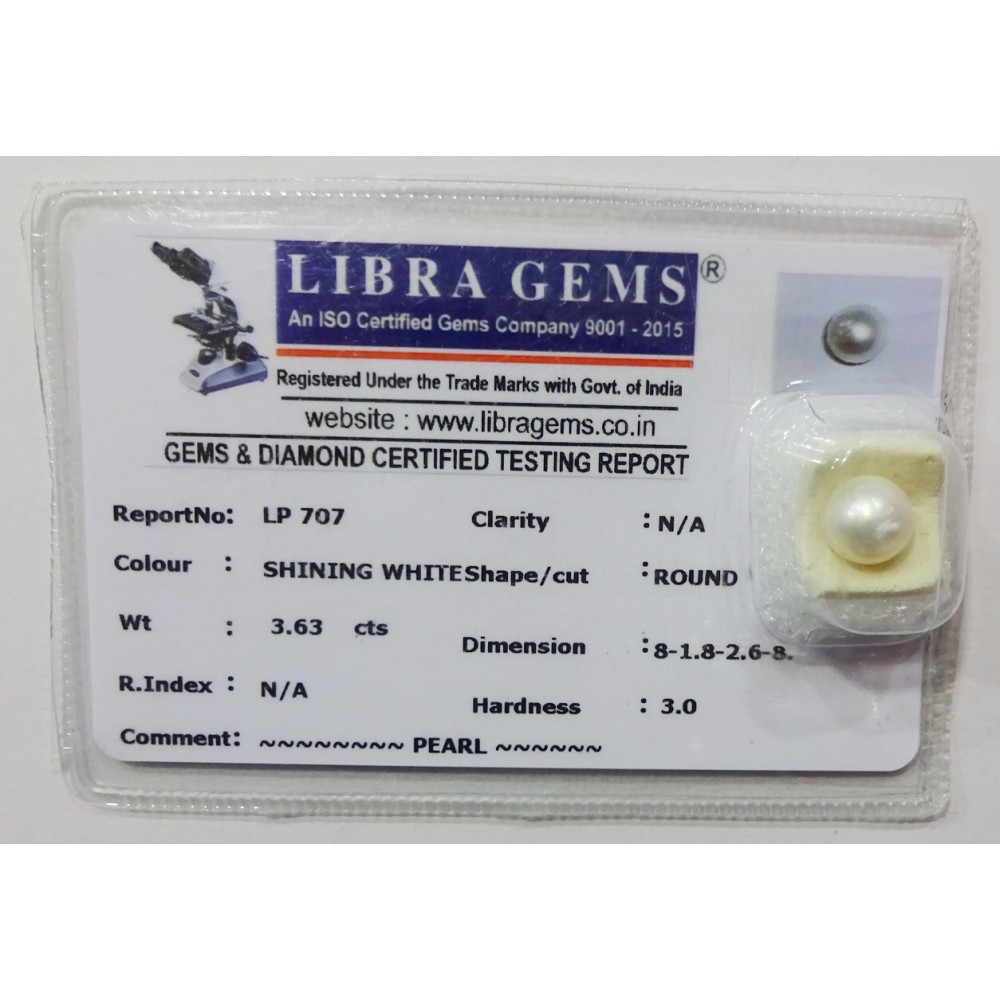 LIBRA GEMS ®
An ISO Certified Gems Company 9001 - 2015
Registered Under the Trade Marks with Govt. of India
website : www.libragems.co.in
GEMS & DIAMOND CERTIFIED TESTING REPORT
ReportNo: LP 707 Clarity : N/A
Colour : SHINING WHITE Shape/cut : ROUND
Wt : 3.63 cts Dimension : 8-1.8-2.6-8.
R.Index : N/A Hardness : 3.0
Comment: ~~~~~~~~ PEARL ~~~~~~